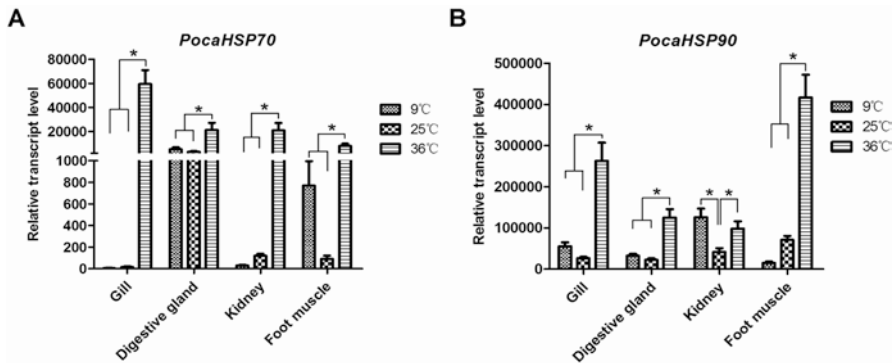 A
PocaHSP70
Relative transcript level
80000
60000
40000
20000
1000
800
600
400
200
0
*
*
*
*
Gill
Digestive gland
Kidney
Foot muscle
9℃
25℃
36℃
B
PocaHSP90
Relative transcript level
500000
400000
300000
200000
100000
0
*
*
*
*
*
Gill
Digestive gland
Kidney
Foot muscle
9℃
25℃
36℃